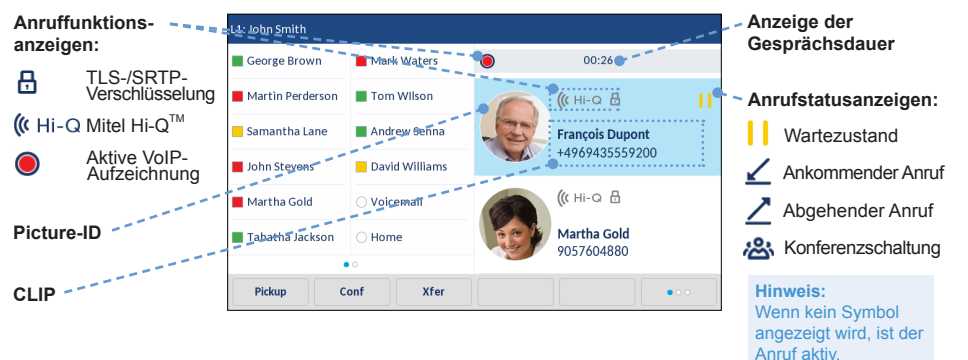 Anruffunktions-
anzeigen:
TLS-/SRTP-
Verschlüsselung
Hi-Q Mitel Hi-Q™
Aktive VoIP-
Aufzeichnung
Picture-ID
CLIP
L1: John Smith
George Brown
Mark Waters
Martin Perderson
Tom WIlson
Samantha Lane
Andrew Senna
John Stevens
David Williams
Martha Gold
Voicemail
Tabatha Jackson
Home
00:26
Hi-Q
François Dupont
+4969435559200
Hi-Q
Martha Gold
9057604880
Pickup
Conf
Xfer
Anzeige der
Gesprächsdauer
Anrufstatusanzeigen:
Wartezustand
Ankommender Anruf
Abgehender Anruf
Konferenzschaltung
Hinweis:
Wenn kein Symbol
angezeigt wird, ist der
Anruf aktiv.